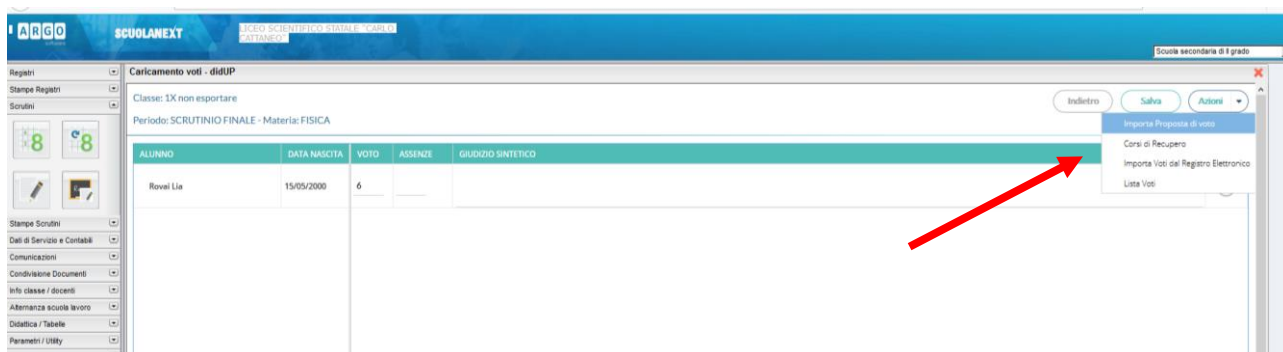 ARGO
software
SCUOLANEXT
LICEO SCIENTIFICO STATALE "CARLO
CATTANEO"
Scuola secondaria di II grado
Registri
Stampe Registri
Scrutini
8
8
Stampe Scrutini
Dati di Servizio e Contabili
Comunicazioni
Condivisione Documenti
Info classe / docenti
Alternanza scuola lavoro
Didattica / Tabelle
Parametri / Utility
Caricamento voti - didUP
Classe: 1X non esportare
Periodo: SCRUTINIO FINALE - Materia: FISICA
Indietro
Salva
Azioni
Importa Proposta di voto
Corsi di Recupero
Importa Voti dal Registro Elettronico
Lista Voti
ALUNNO DATA NASCITA VOTO ASSENZE GIUDIZIO SINTETICO
Rovai Lia 15/05/2000 6